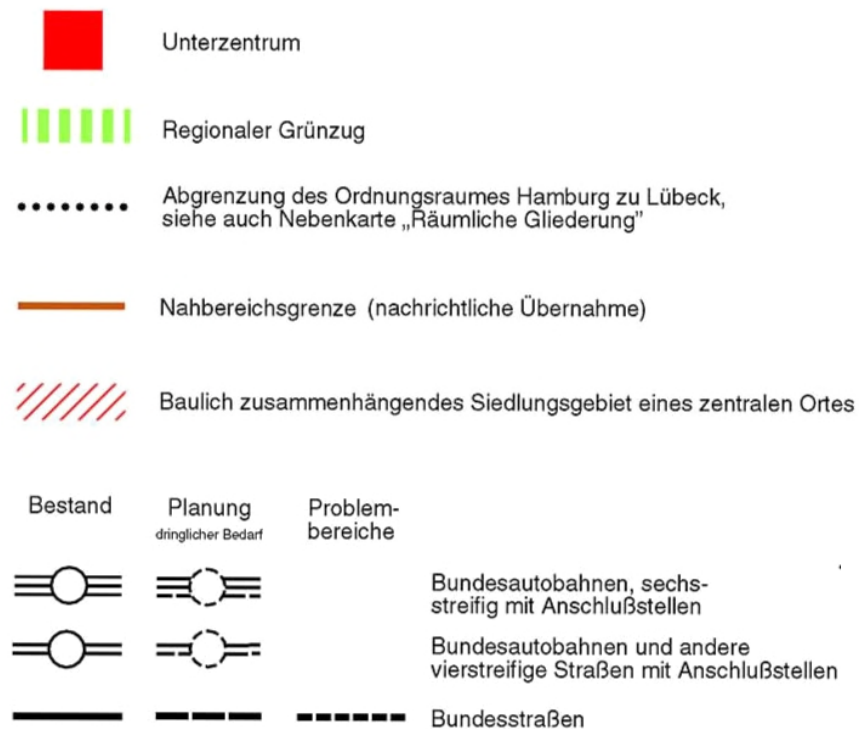 Unterzentrum
Regionaler Grünzug
Abgrenzung des Ordnungsraumes Hamburg zu Lübeck,
siehe auch Nebenkarte „Räumliche Gliederung”
Nahbereichsgrenze (nachrichtliche Übernahme)
Baulich zusammenhängendes Siedlungsgebiet eines zentralen Ortes
Bestand Planung Problem-
dringlicher Bedarf bereiche
Bundesautobahnen, sechs-
streifig mit Anschlußstellen
Bundesautobahnen und andere
vierstreifige Straßen mit Anschlußstellen
Bundesstraßen